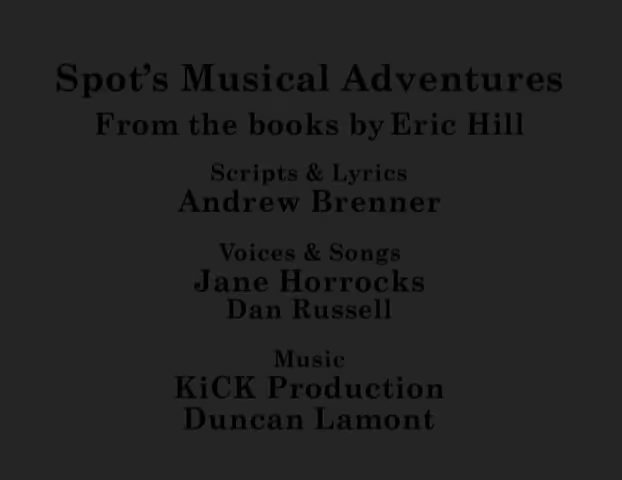 Spot's Musical Adventures
From the books by Eric Hill
Scripts & Lyrics
Andrew Brenner
Voices & Songs
Jane Horrocks
Dan Russell
Music
KiCK Production
Duncan Lamont